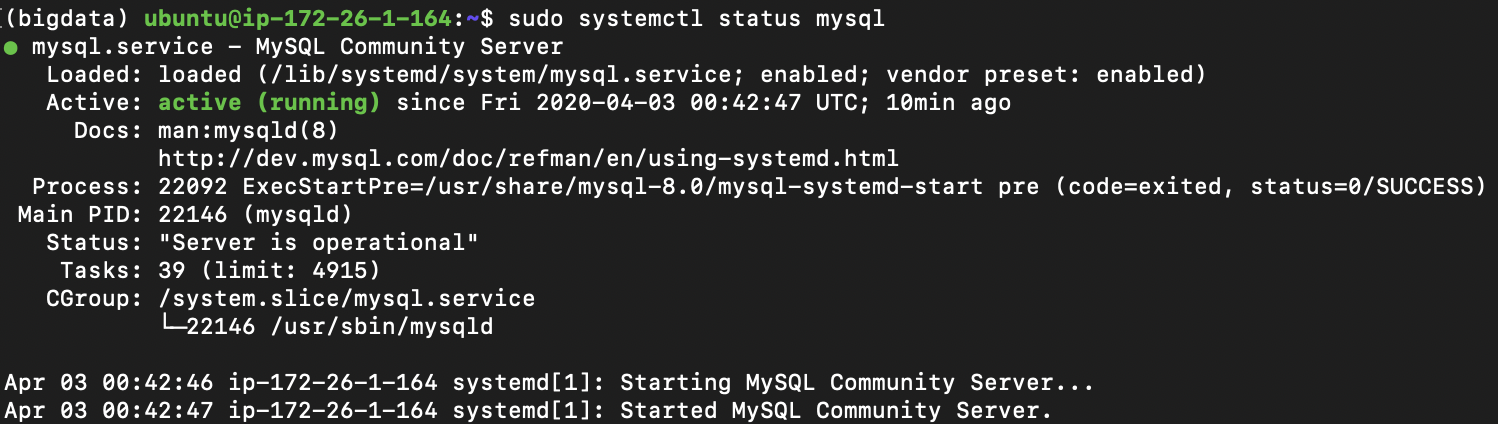 (bigdata) ubuntu@ip-172-26-1-164:~$ sudo systemctl status mysql
● mysql.service – MySQL Community Server
   Loaded: loaded (/lib/systemd/system/mysql.service; enabled; vendor preset: enabled)
   Active: active (running) since Fri 2020-04-03 00:42:47 UTC; 10min ago
     Docs: man:mysqld(8)
           http://dev.mysql.com/doc/refman/en/using-systemd.html
  Process: 22092 ExecStartPre=/usr/share/mysql-8.0/mysql-systemd-start pre (code=exited, status=0/SUCCESS)
 Main PID: 22146 (mysqld)
   Status: "Server is operational"
    Tasks: 39 (limit: 4915)
   CGroup: /system.slice/mysql.service
           └─22146 /usr/sbin/mysqld
Apr 03 00:42:46 ip-172-26-1-164 systemd[1]: Starting MySQL Community Server...
Apr 03 00:42:47 ip-172-26-1-164 systemd[1]: Started MySQL Community Server.